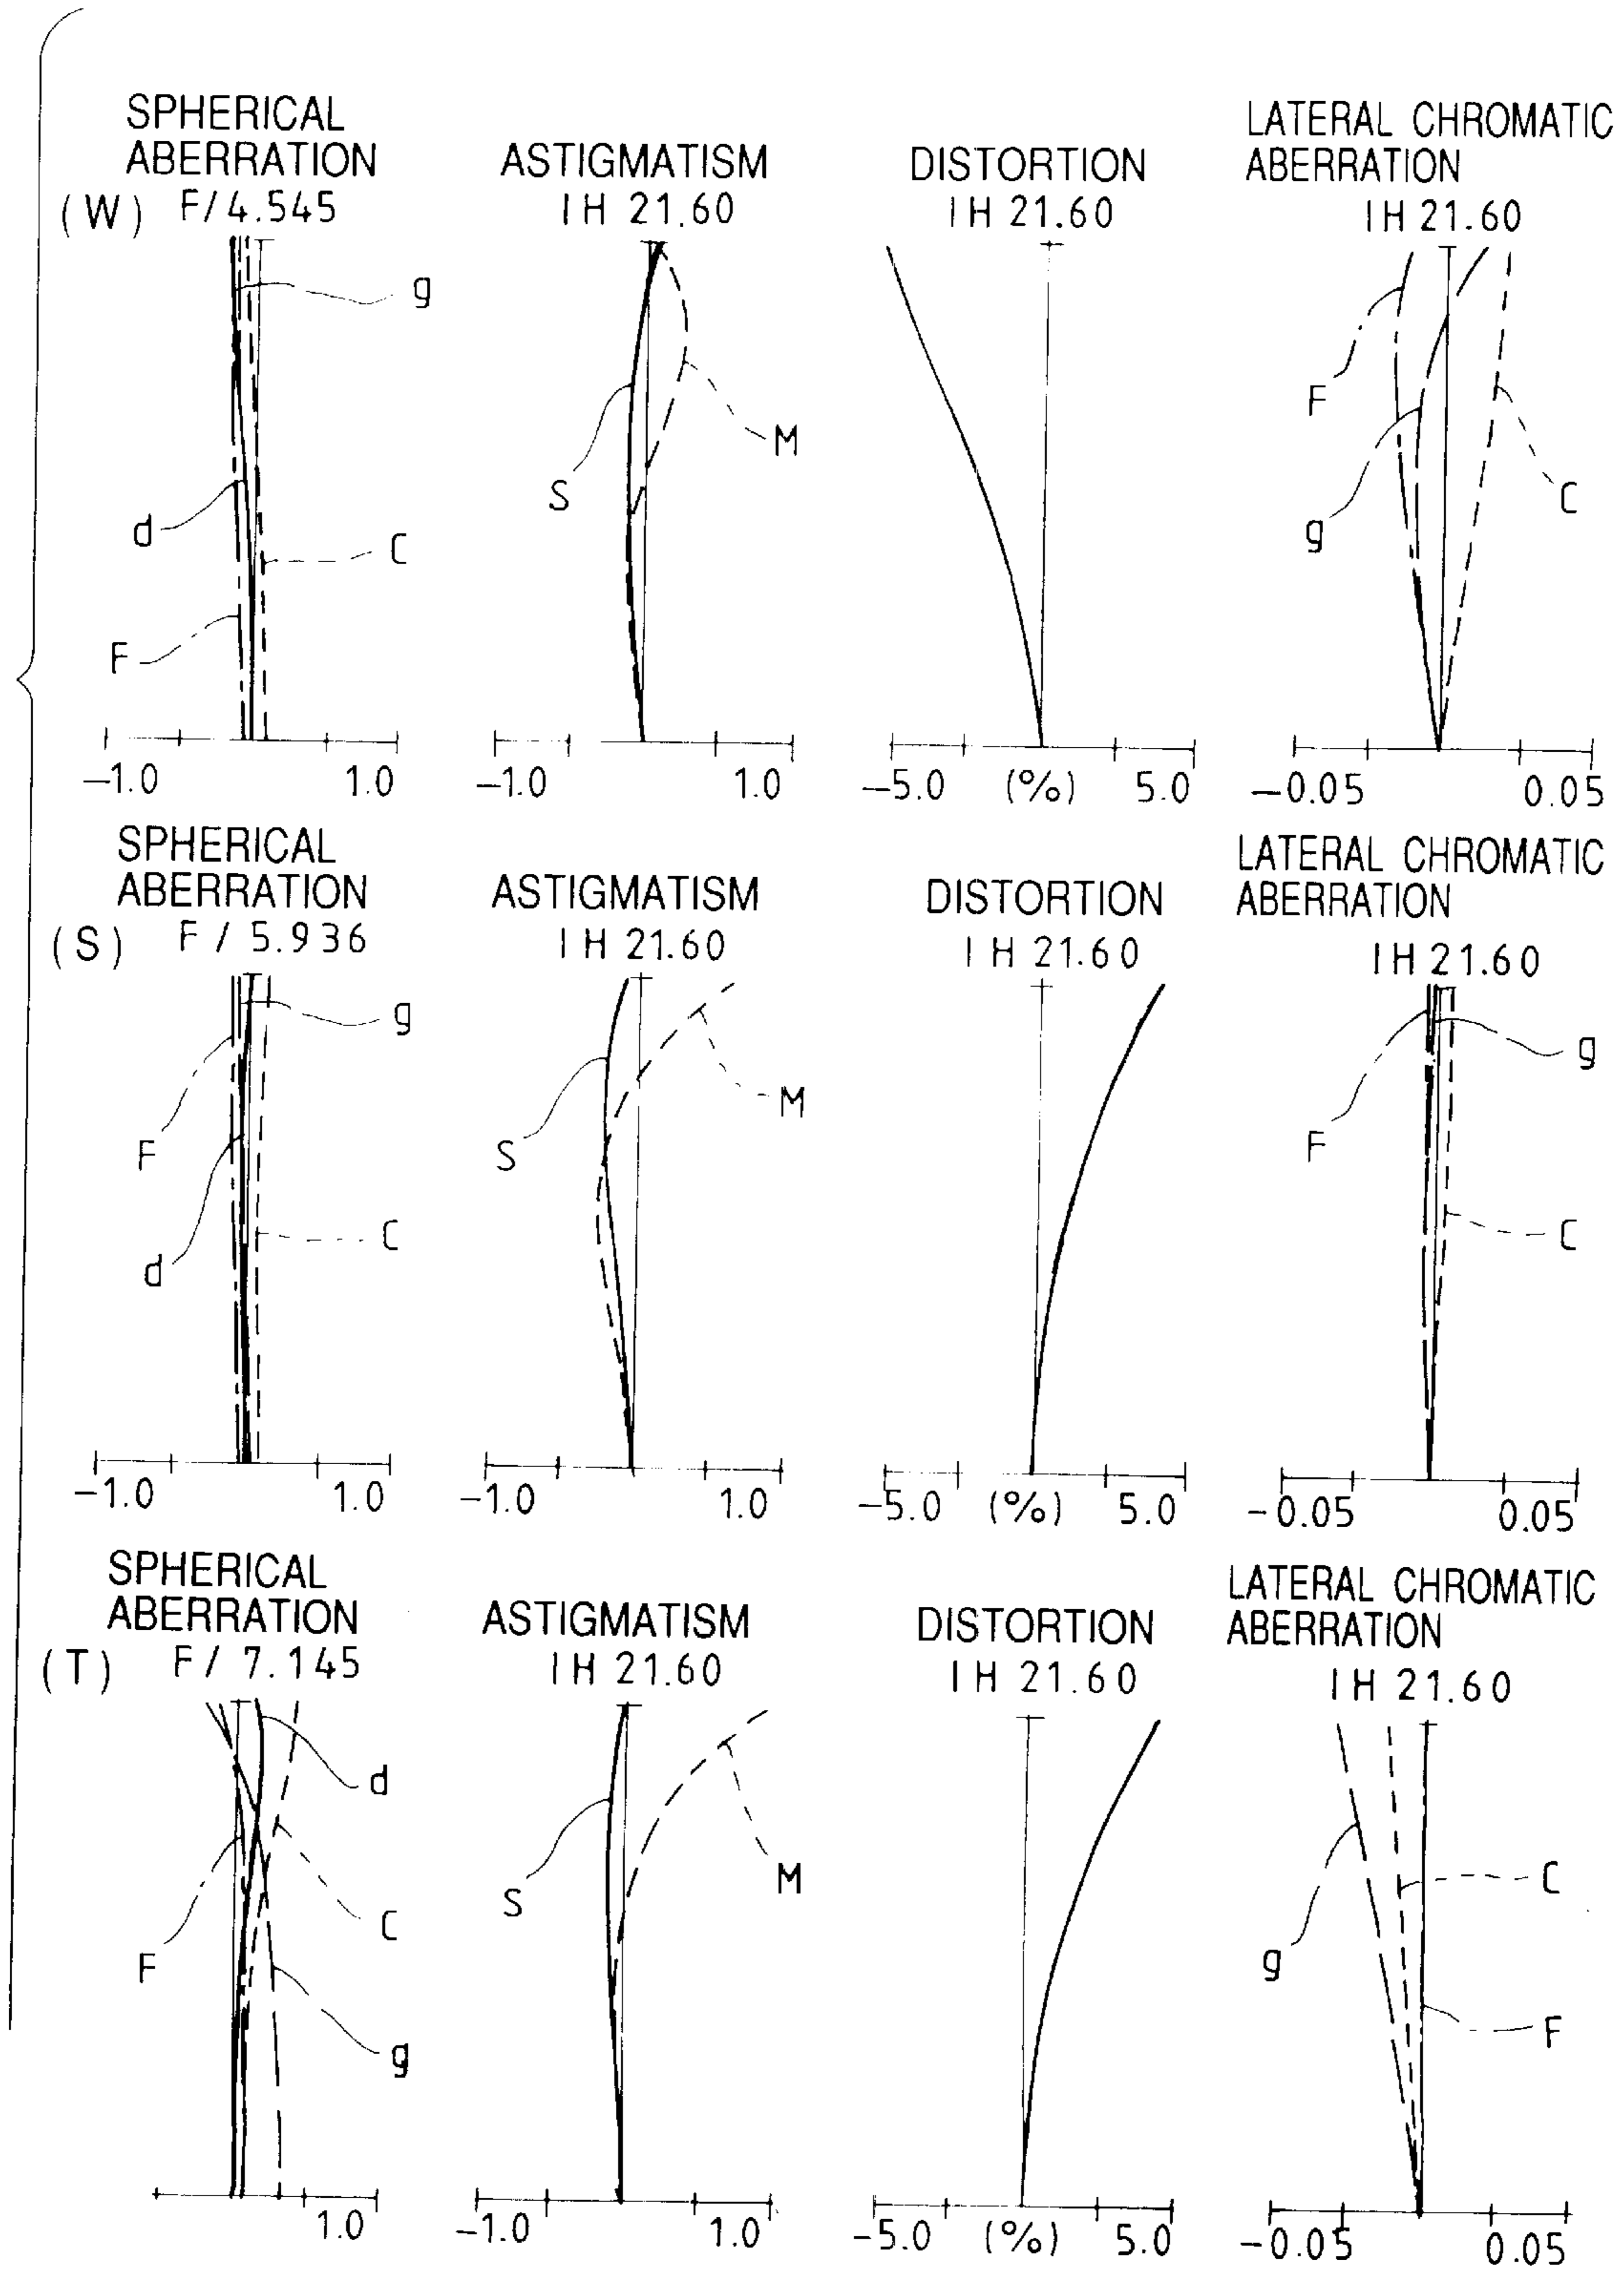 SPHERICAL
ABERRATION
(W) F/4.545
g
d
C
F
-1.0 1.0
ASTIGMATISM
IH 21.60
M
S
-1.0 1.0
DISTORTION
IH 21.60
-5.0 (%) 5.0
LATERAL CHROMATIC
ABERRATION
IH 21.60
F
C
g
-0.05 0.05
SPHERICAL
ABERRATION
(S) F/5.936
g
F
C
d
-1.0 1.0
ASTIGMATISM
IH 21.60
M
S
-1.0 1.0
DISTORTION
IH 21.60
-5.0 (%) 5.0
LATERAL CHROMATIC
ABERRATION
IH 21.60
g
F
C
-0.05 0.05
SPHERICAL
ABERRATION
(T) F/7.145
d
C
F
g
1.0
ASTIGMATISM
IH 21.60
M
S
-1.0 1.0
DISTORTION
IH 21.60
-5.0 (%) 5.0
LATERAL CHROMATIC
ABERRATION
IH 21.60
C
g
F
-0.05 0.05